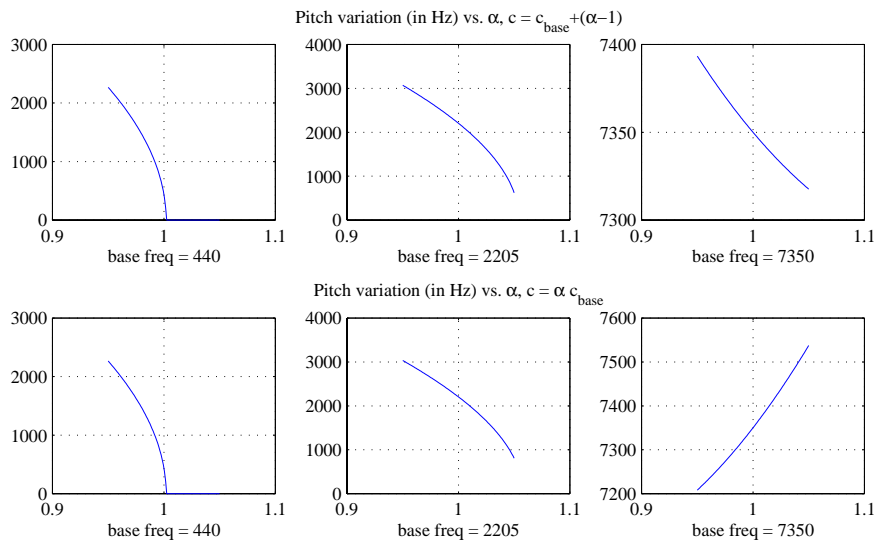 Pitch variation (in Hz) vs. α, c = c_base+(α−1)
3000
2000
1000
0
0.9 1 1.1
base freq = 440
4000
3000
2000
1000
0
0.9 1 1.1
base freq = 2205
7400
7350
7300
0.9 1 1.1
base freq = 7350
Pitch variation (in Hz) vs. α, c = α c_base
3000
2000
1000
0
0.9 1 1.1
base freq = 440
4000
3000
2000
1000
0
0.9 1 1.1
base freq = 2205
7600
7500
7400
7300
7200
0.9 1 1.1
base freq = 7350